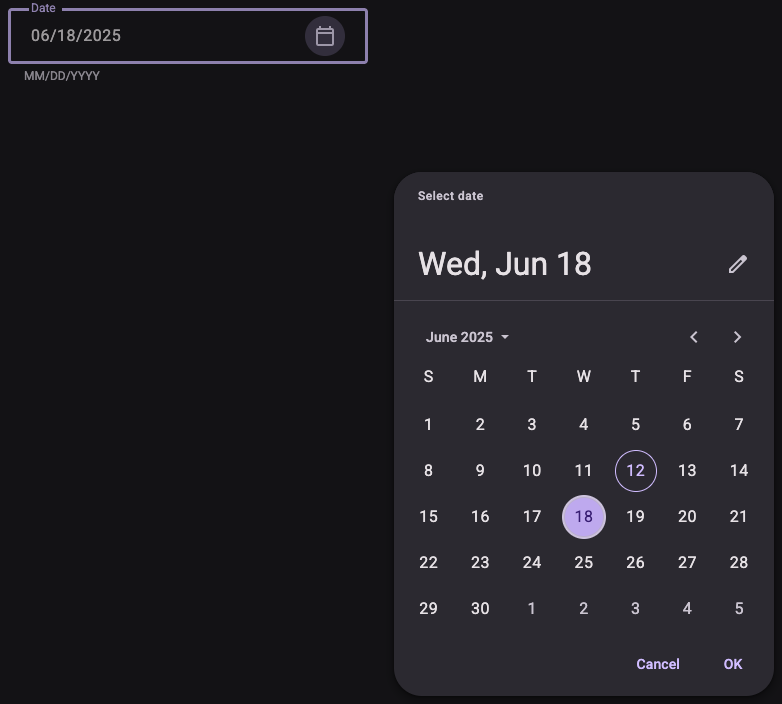 Date
06/18/2025
MM/DD/YYYY
Select date
Wed, Jun 18
June 2025
S M T W T F S
1 2 3 4 5 6 7
8 9 10 11 12 13 14
15 16 17 18 19 20 21
22 23 24 25 26 27 28
29 30 1 2 3 4 5
Cancel OK